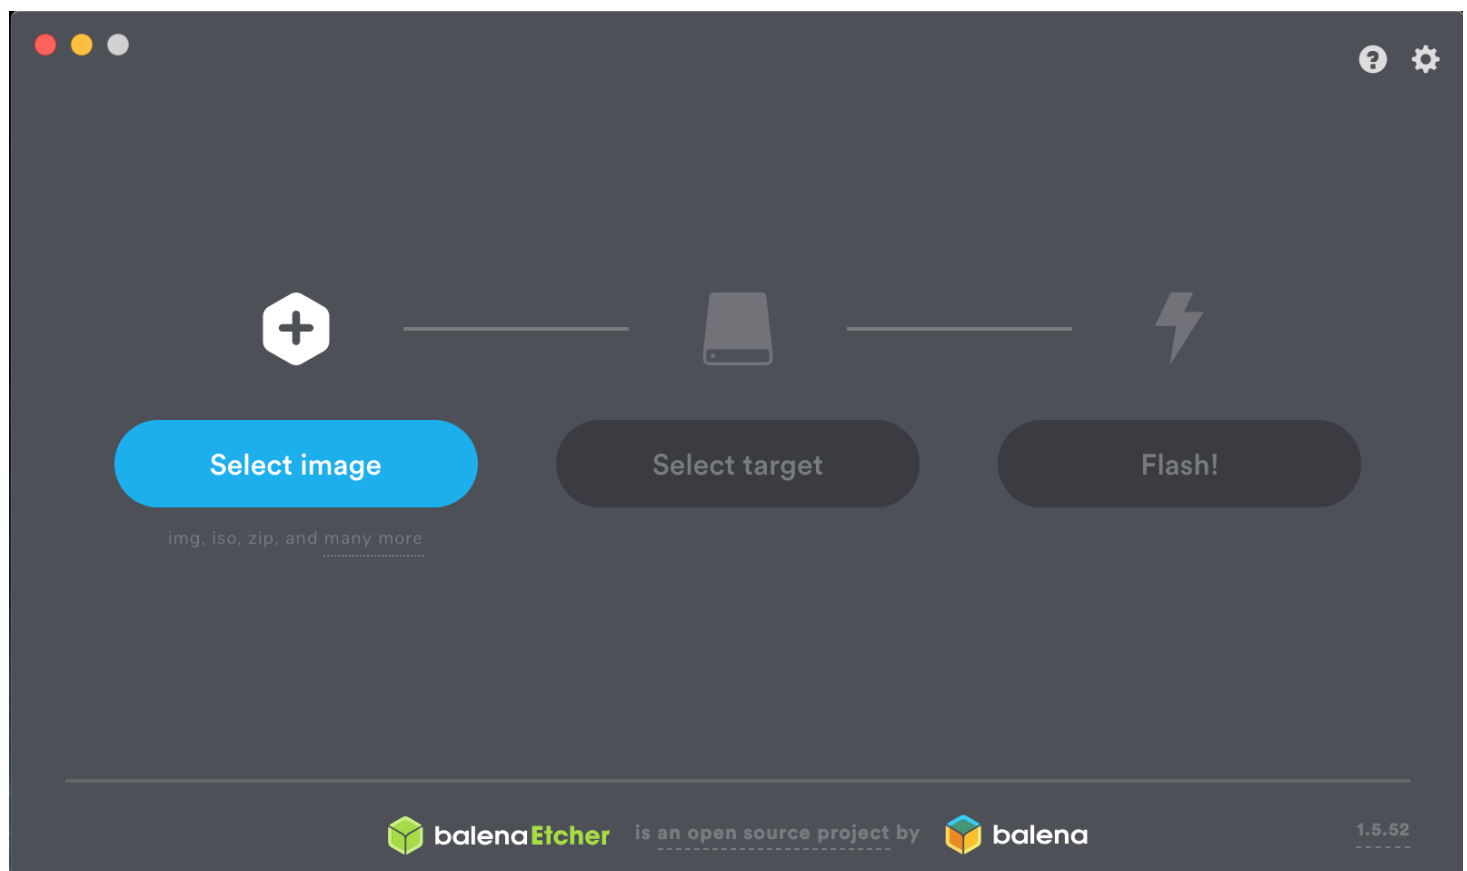 Select image
Select target
Flash!
img, iso, zip, and many more
balenaEtcher is an open source project by balena
1.5.52